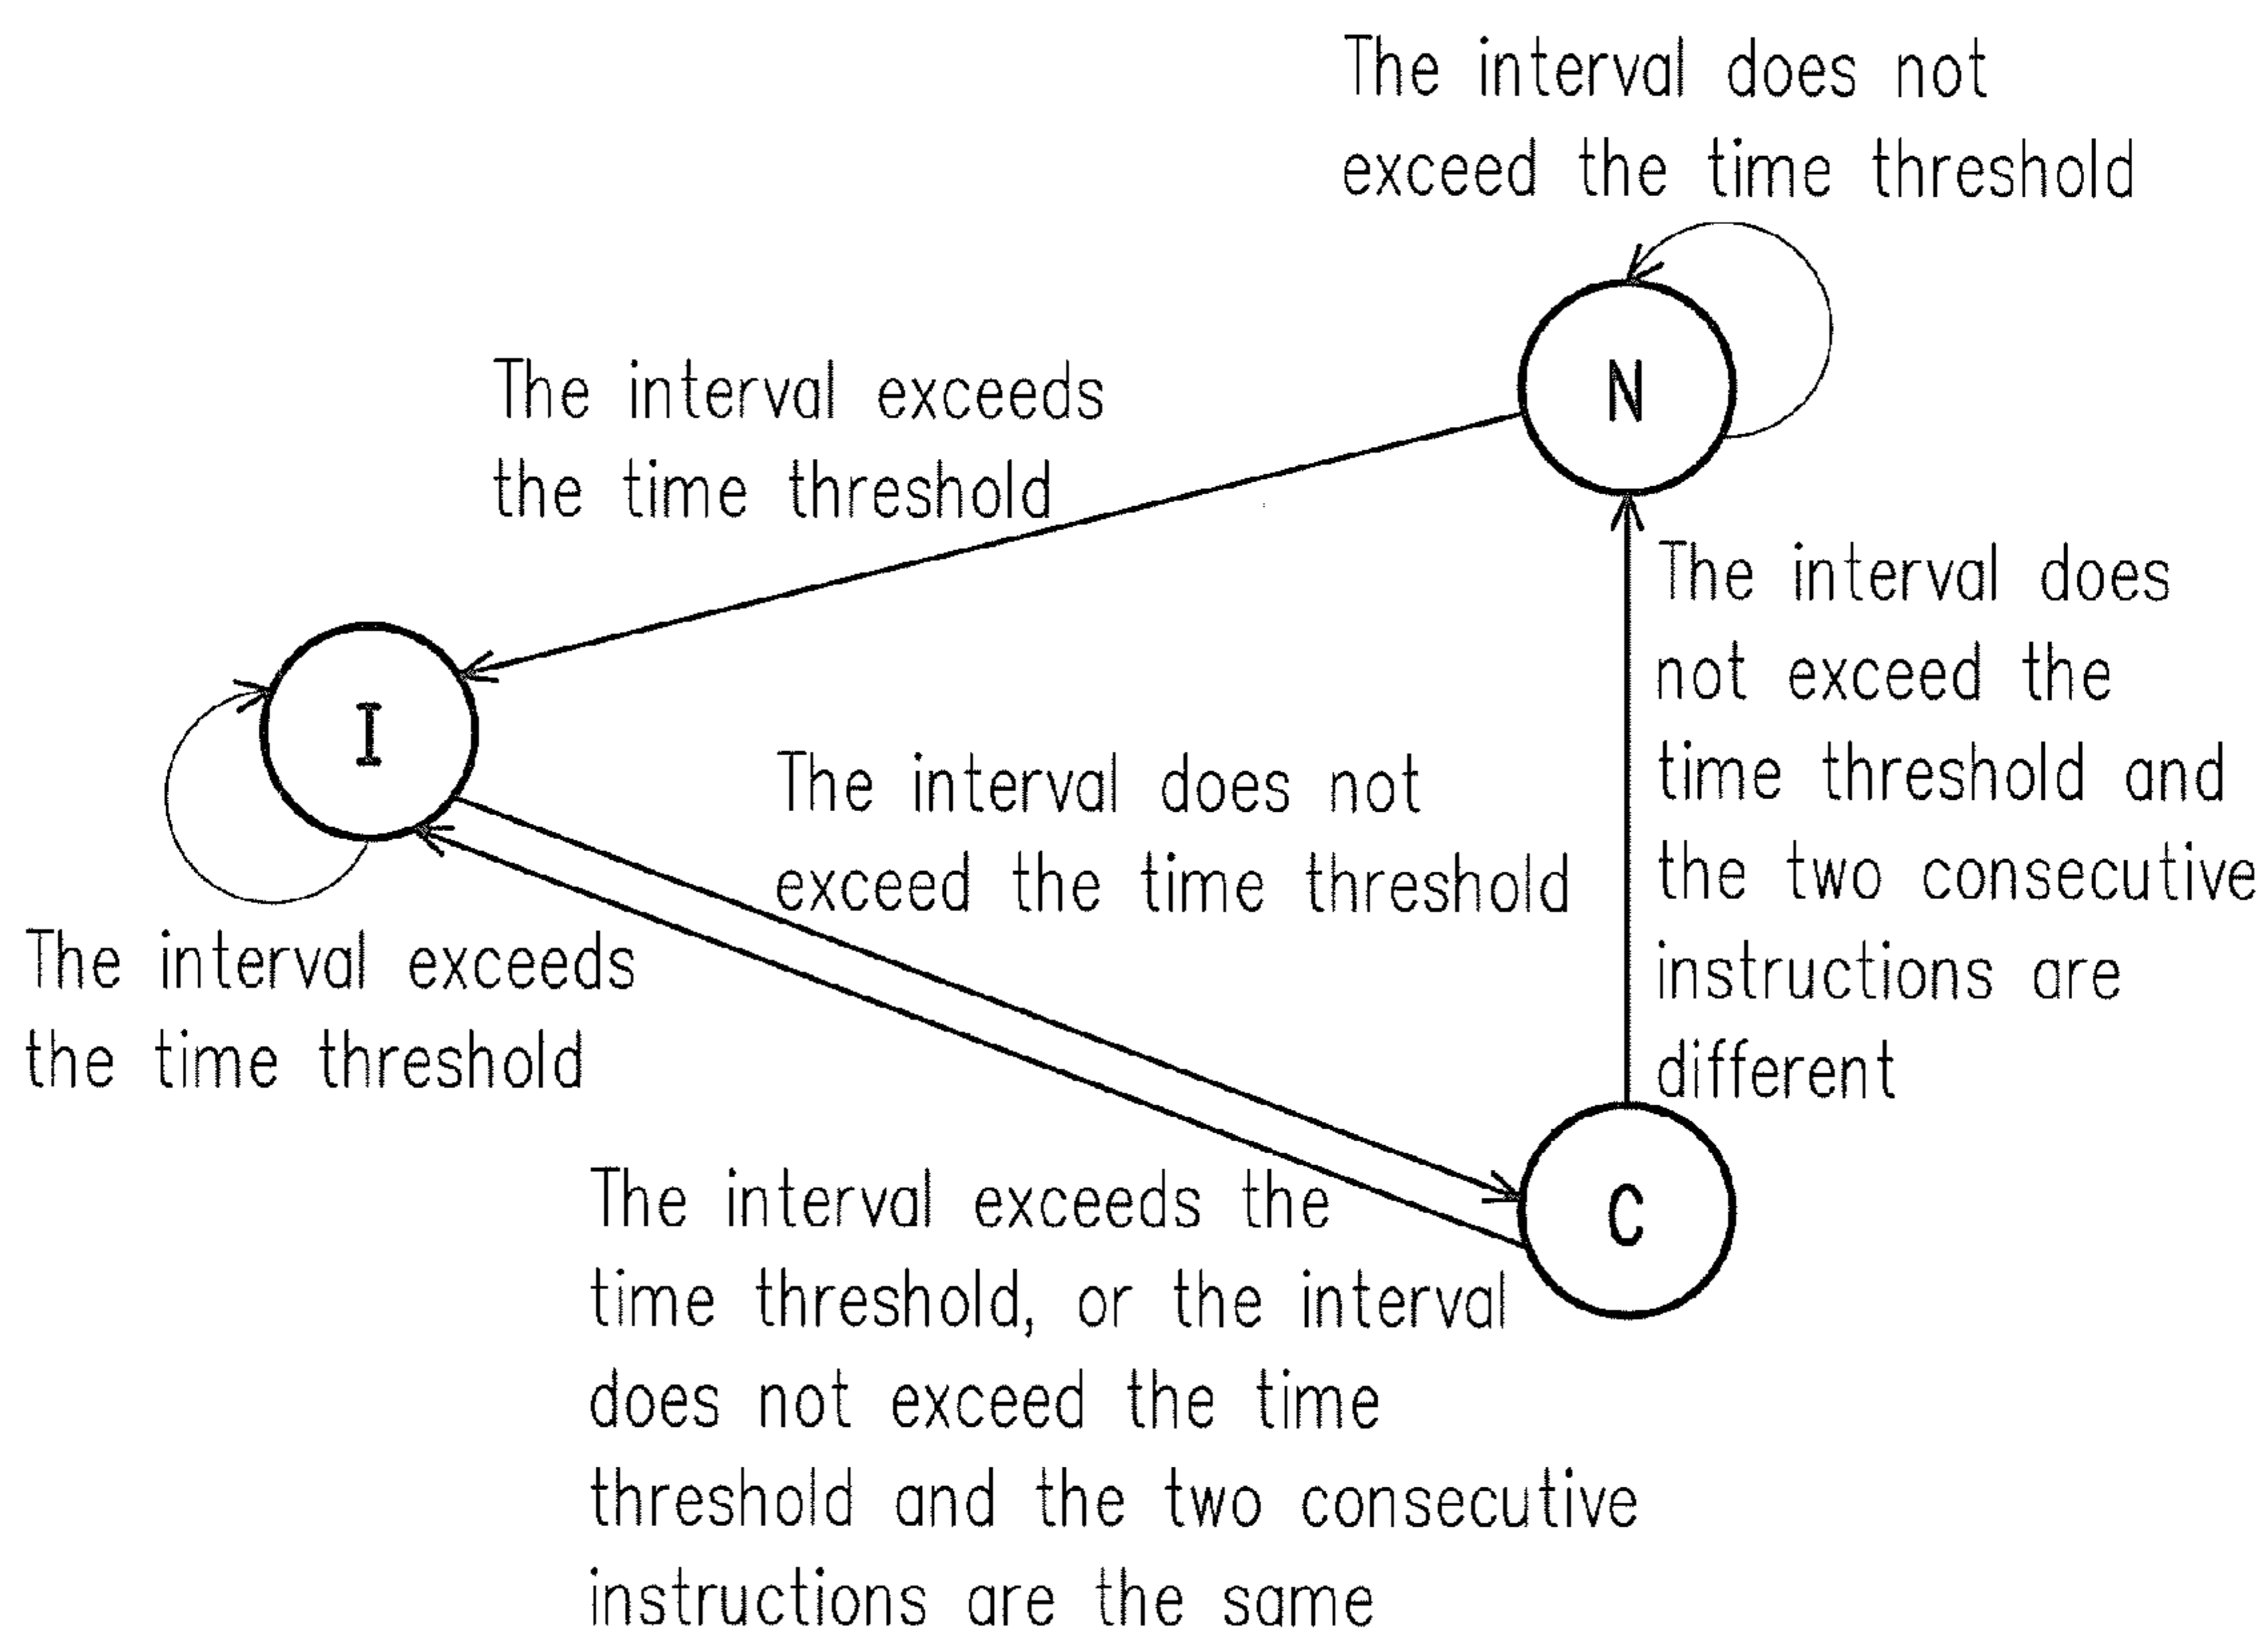 The interval does not
exceed the time threshold
N
The interval exceeds
the time threshold
The interval does
not exceed the
time threshold and
the two consecutive
instructions are
different
I
The interval does not
exceed the time threshold
The interval exceeds
the time threshold
C
The interval exceeds the
time threshold, or the interval
does not exceed the time
threshold and the two consecutive
instructions are the same